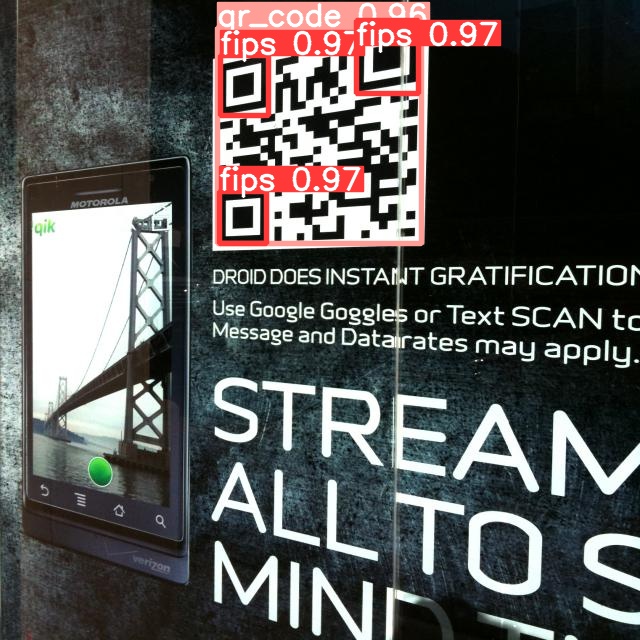 qr_code 0.96
fips 0.97
fips 0.97
fips 0.97
MOTOROLA
qik
DROID DOES INSTANT GRATIFICATION
Use Google Goggles or Text SCAN to
Message and Data rates may apply.
STREAM
ALL TO S
MIND T
verizon